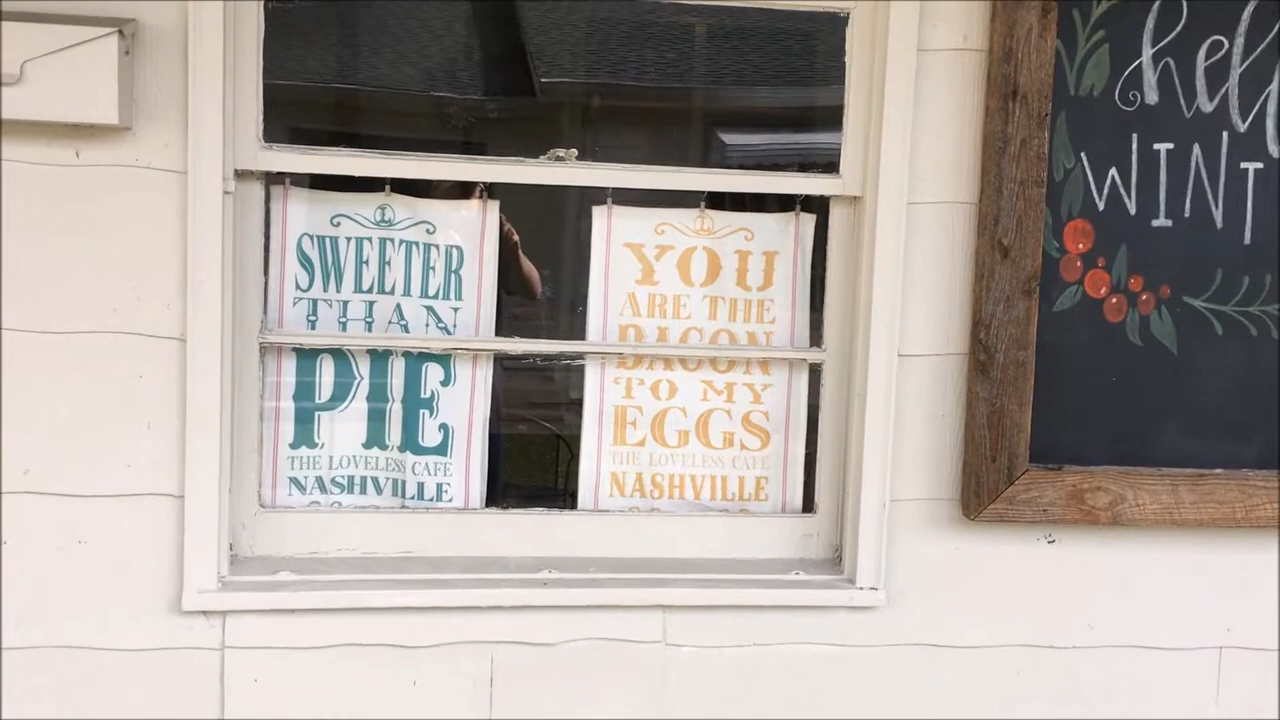 L
SWEETER
THAN
PIE
THE LOVELESS CAFE
NASHVILLE
L
YOU
ARE THE
BACON
TO MY
EGGS
THE LOVELESS CAFE
NASHVILLE
hel
WINT